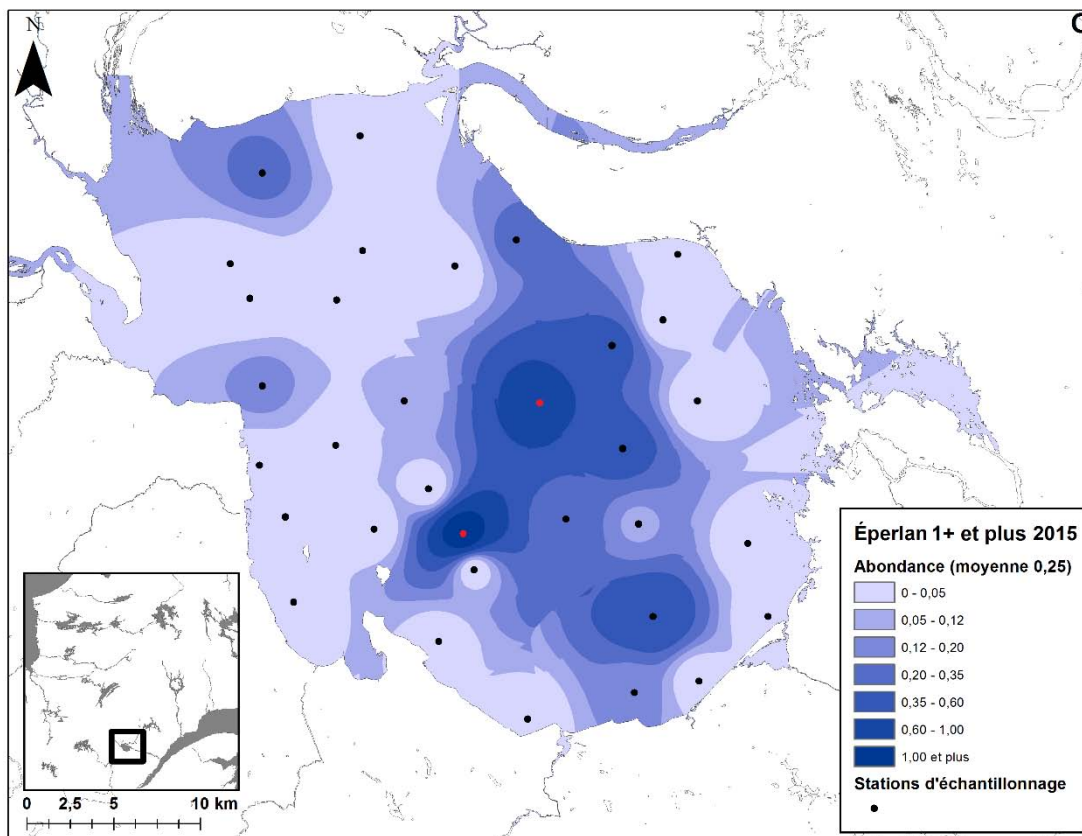 N
C
Éperlan 1+ et plus 2015
Abondance (moyenne 0,25)
0 - 0,05
0,05 - 0,12
0,12 - 0,20
0,20 - 0,35
0,35 - 0,60
0,60 - 1,00
1,00 et plus
Stations d'échantillonnage
0 2,5 5 10 km